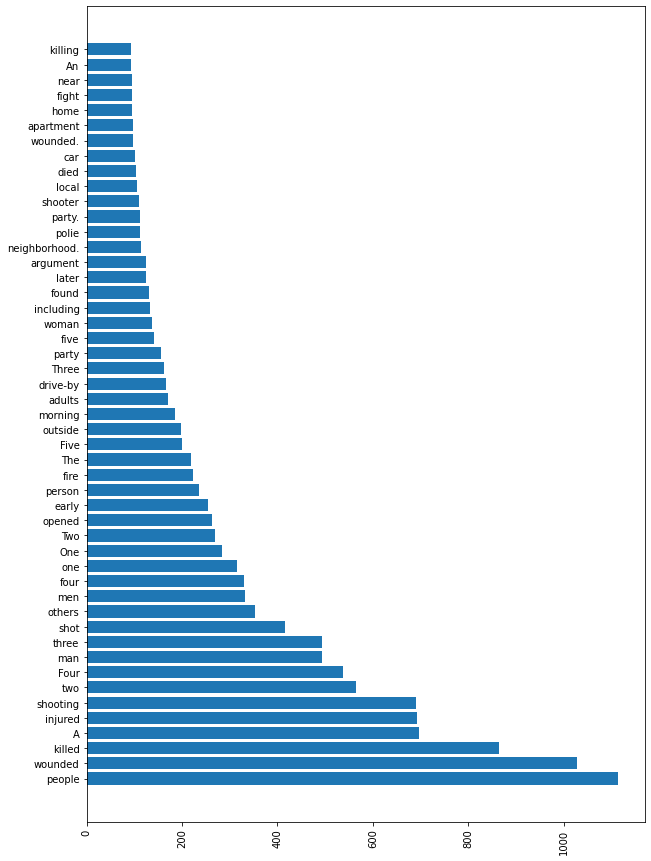 killing
An
near
fight
home
apartment
wounded.
car
died
local
shooter
party.
polie
neighborhood.
argument
later
found
including
woman
five
party
Three
drive-by
adults
morning
outside
Five
The
fire
person
early
opened
Two
One
one
four
men
others
shot
three
man
Four
two
shooting
injured
A
killed
wounded
people
0
200
400
600
800
1000